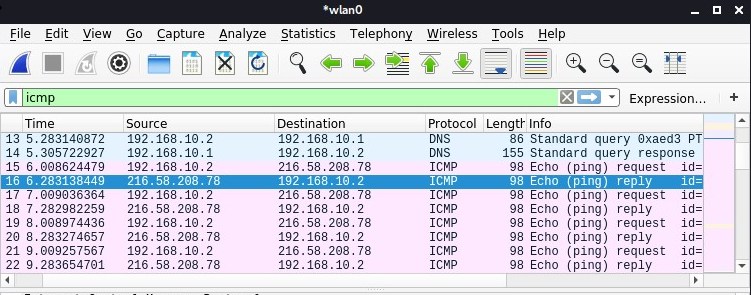 *wlan0
File Edit View Go Capture Analyze Statistics Telephony Wireless Tools Help
icmp Expression... +
Time Source Destination Protocol Length Info
13 5.283140872 192.168.10.2 192.168.10.1 DNS 86 Standard query 0xaed3 PT
14 5.305722927 192.168.10.1 192.168.10.2 DNS 155 Standard query response
15 6.008624479 192.168.10.2 216.58.208.78 ICMP 98 Echo (ping) request id=
16 6.283138449 216.58.208.78 192.168.10.2 ICMP 98 Echo (ping) reply id=
17 7.009036364 192.168.10.2 216.58.208.78 ICMP 98 Echo (ping) request id=
18 7.282982259 216.58.208.78 192.168.10.2 ICMP 98 Echo (ping) reply id=
19 8.008974436 192.168.10.2 216.58.208.78 ICMP 98 Echo (ping) request id=
20 8.283274657 216.58.208.78 192.168.10.2 ICMP 98 Echo (ping) reply id=
21 9.009257567 192.168.10.2 216.58.208.78 ICMP 98 Echo (ping) request id=
22 9.283654701 216.58.208.78 192.168.10.2 ICMP 98 Echo (ping) reply id=